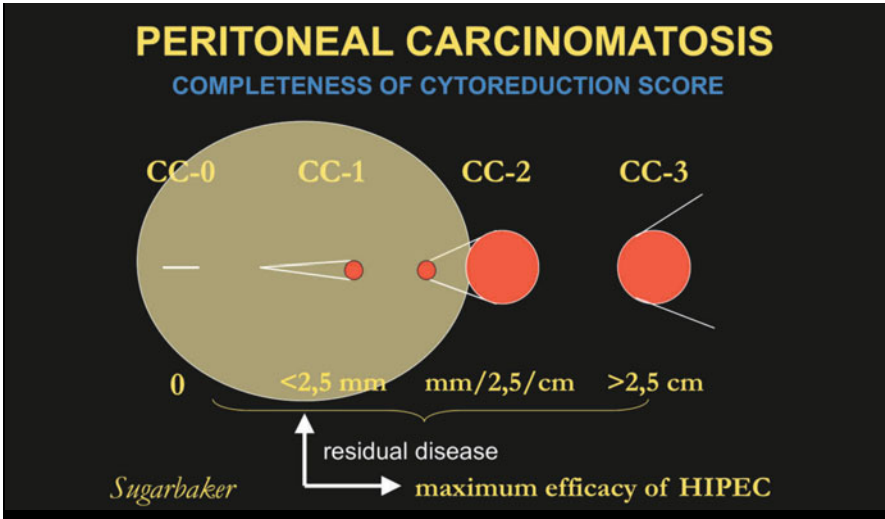 PERITONEAL CARCINOMATOSIS
COMPLETENESS OF CYTOREDUCTION SCORE
CC-0 CC-1 CC-2 CC-3
0 <2,5 mm mm/2,5/cm >2,5 cm
residual disease
Sugarbaker maximum efficacy of HIPEC